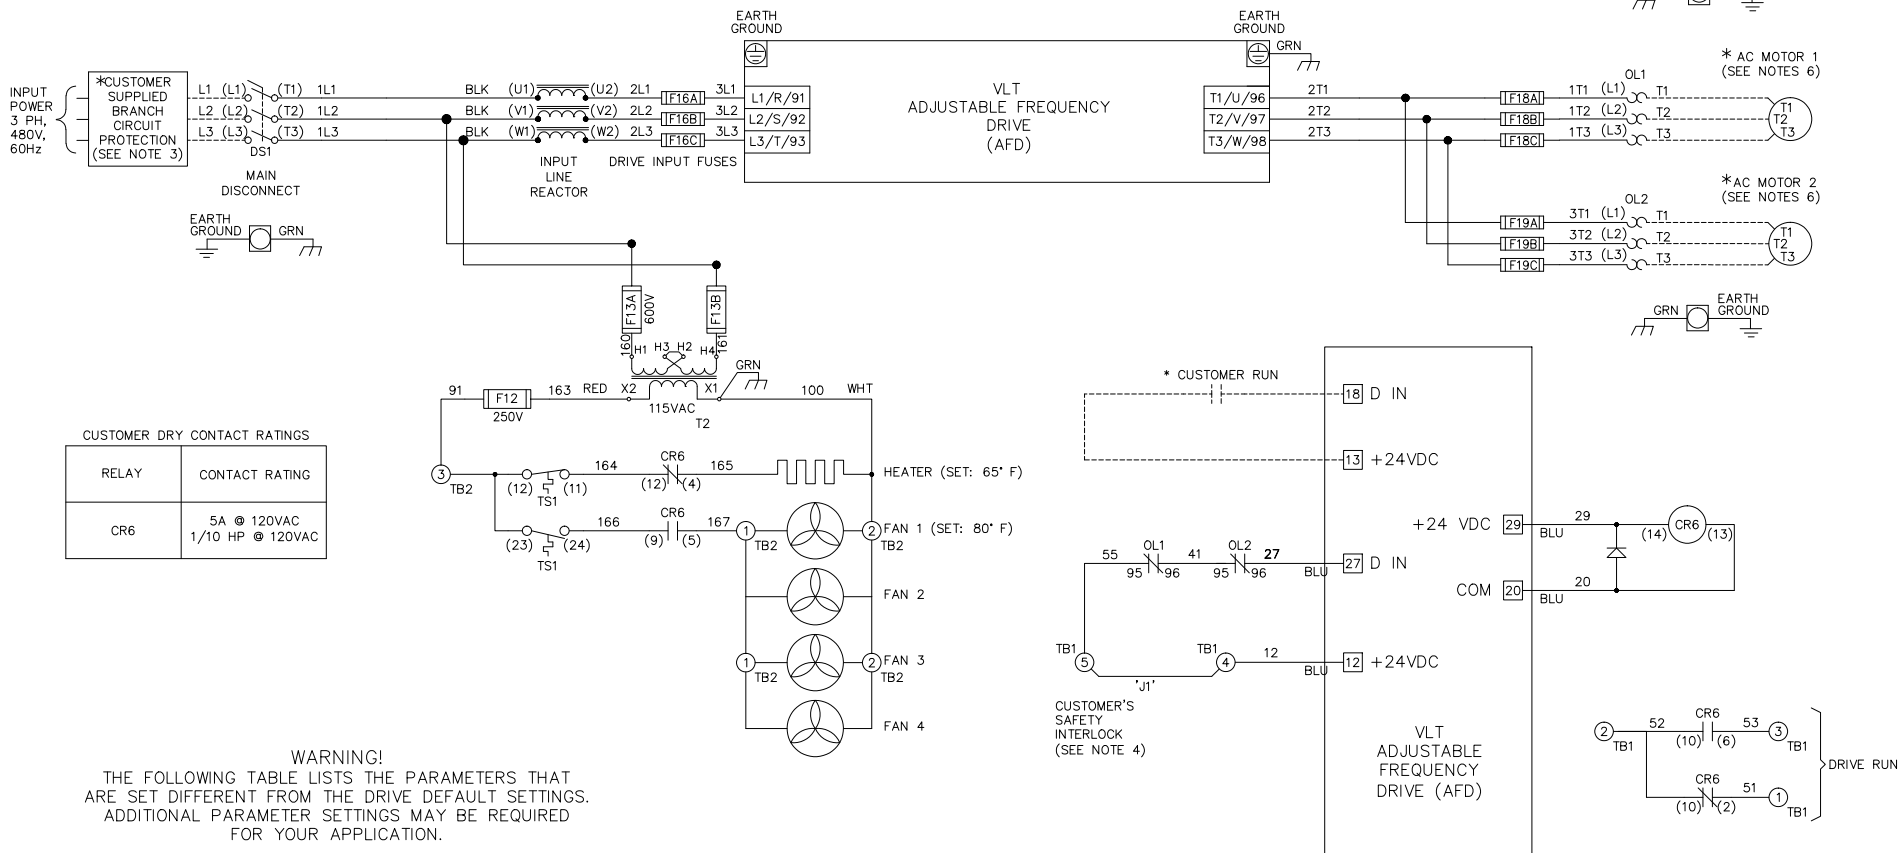 EARTH
GROUND
EARTH
GROUND
GRN
VLT
ADJUSTABLE FREQUENCY
DRIVE
(AFD)
INPUT
POWER
3 PH,
480V,
60Hz
*CUSTOMER
SUPPLIED
BRANCH
CIRCUIT
PROTECTION
(SEE NOTE 3)
L1 (L1) (T1) 1L1 BLK (U1) (U2) 2L1 F16A 3L1 L1/R/91
L2 (L2) (T2) 1L2 BLK (V1) (V2) 2L2 F16B 3L2 L2/S/92
L3 (L3) (T3) 1L3 BLK (W1) (W2) 2L3 F16C 3L3 L3/T/93
DS1
MAIN
DISCONNECT
INPUT
LINE
REACTOR
DRIVE INPUT FUSES
T1/U/96 2T1 F18A 1T1 (L1) OL1 T1
T2/V/97 2T2 F18B 1T2 (L2) T2
T3/W/98 2T3 F18C 1T3 (L3) T3
* AC MOTOR 1
(SEE NOTES 6)
T1
T2
T3
*AC MOTOR 2
(SEE NOTES 6)
OL2
F19A 3T1 (L1) T1
F19B 3T2 (L2) T2
F19C 3T3 (L3) T3
T1
T2
T3
EARTH
GROUND
GRN
GRN
EARTH
GROUND
F13A
600V
F13B
160
161
H1 H3 H2 H4
GRN
91 F12 163 RED X2 X1 100 WHT
250V
115VAC
T2
CUSTOMER DRY CONTACT RATINGS
RELAY CONTACT RATING
CR6
5A @ 120VAC
1/10 HP @ 120VAC
3
TB2
(12) (11) 164 CR6 165
TS1
(12) (4)
HEATER (SET: 65° F)
(23) (24) 166 CR6 167
TS1
(9) (5)
1
TB2
2
TB2
FAN 1 (SET: 80° F)
FAN 2
1
TB2
2
TB2
FAN 3
FAN 4
* CUSTOMER RUN
18 D IN
13 +24VDC
+24 VDC 29
29
BLU
(14) CR6 (13)
55 OL1 41 OL2 27
95 96 95 96 BLU
27 D IN
COM 20
20
BLU
TB1
5
'J1'
TB1
4
12
BLU
12 +24VDC
CUSTOMER'S
SAFETY
INTERLOCK
(SEE NOTE 4)
VLT
ADJUSTABLE
FREQUENCY
DRIVE (AFD)
2
TB1
52 CR6 53
(10) (6)
3
TB1
CR6 51
(10) (2)
1
TB1
DRIVE RUN
WARNING!
THE FOLLOWING TABLE LISTS THE PARAMETERS THAT
ARE SET DIFFERENT FROM THE DRIVE DEFAULT SETTINGS.
ADDITIONAL PARAMETER SETTINGS MAY BE REQUIRED
FOR YOUR APPLICATION.